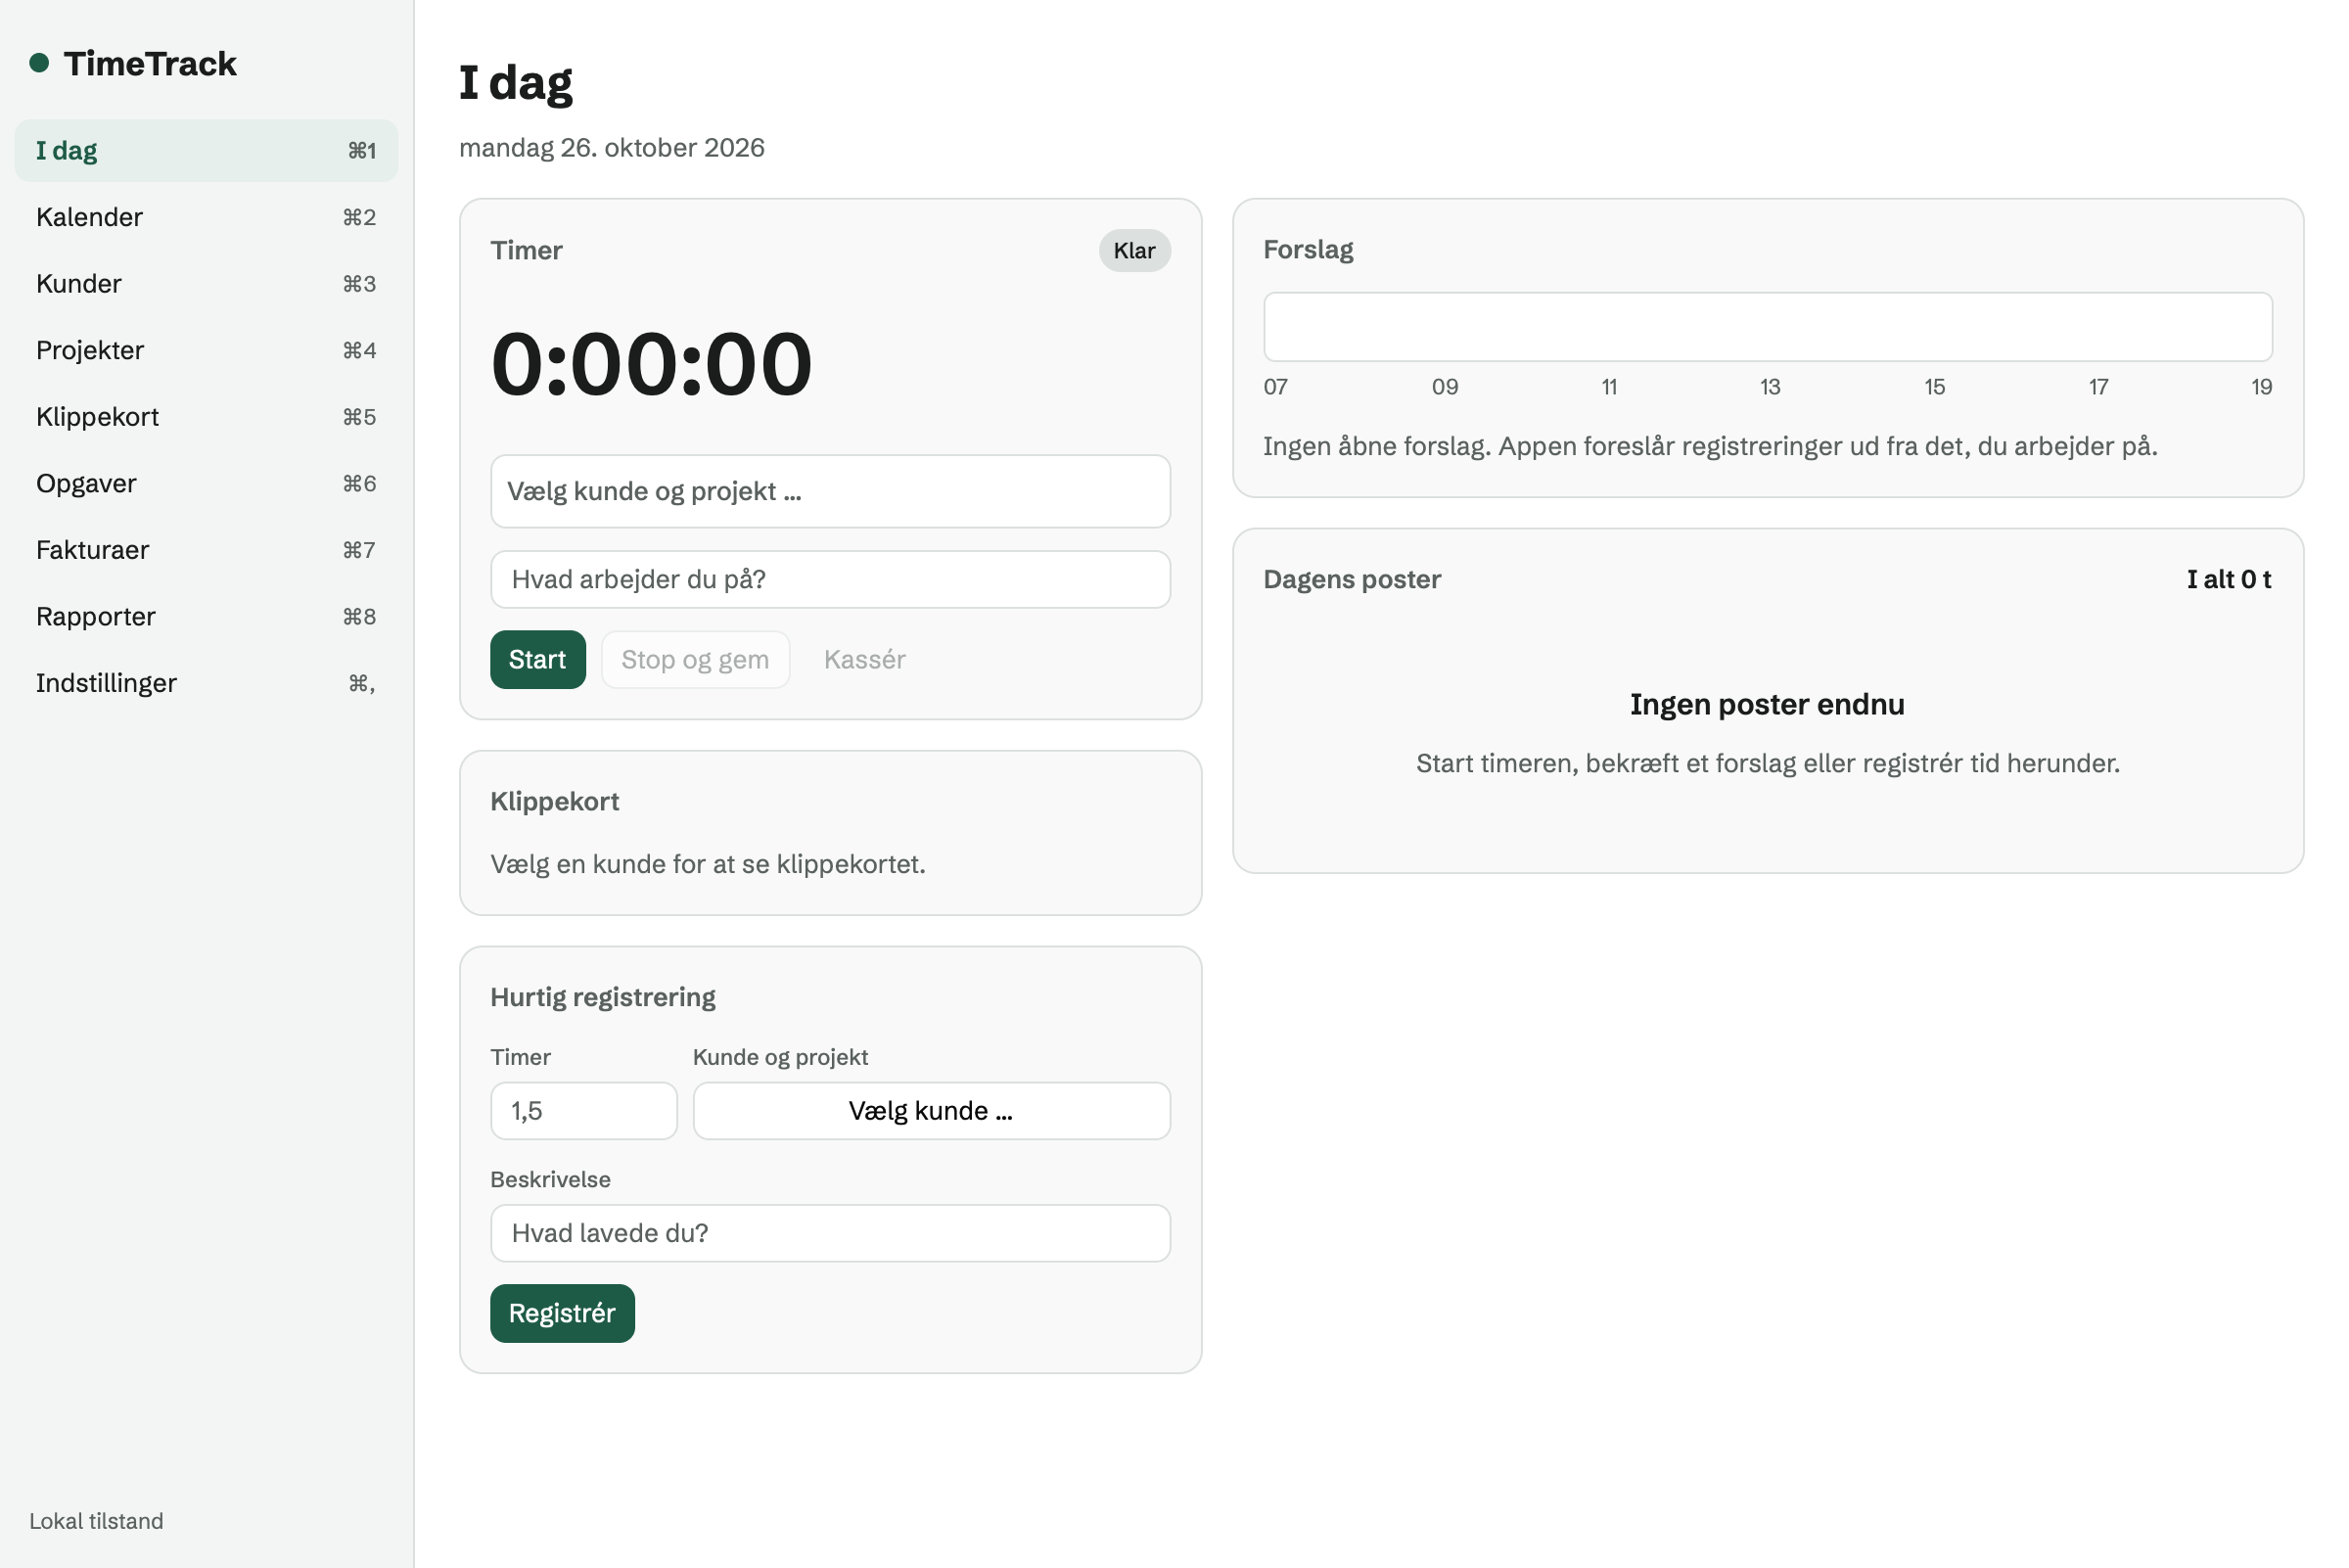 TimeTrack
I dag ⌘1
Kalender ⌘2
Kunder ⌘3
Projekter ⌘4
Klippekort ⌘5
Opgaver ⌘6
Fakturaer ⌘7
Rapporter ⌘8
Indstillinger ⌘,
Lokal tilstand
I dag
mandag 26. oktober 2026
Timer Klar
0:00:00
Vælg kunde og projekt ...
Hvad arbejder du på?
Start Stop og gem Kassér
Klippekort
Vælg en kunde for at se klippekortet.
Hurtig registrering
Timer Kunde og projekt
1,5 Vælg kunde ...
Beskrivelse
Hvad lavede du?
Registrér
Forslag
07 09 11 13 15 17 19
Ingen åbne forslag. Appen foreslår registreringer ud fra det, du arbejder på.
Dagens poster I alt 0 t
Ingen poster endnu
Start timeren, bekræft et forslag eller registrér tid herunder.